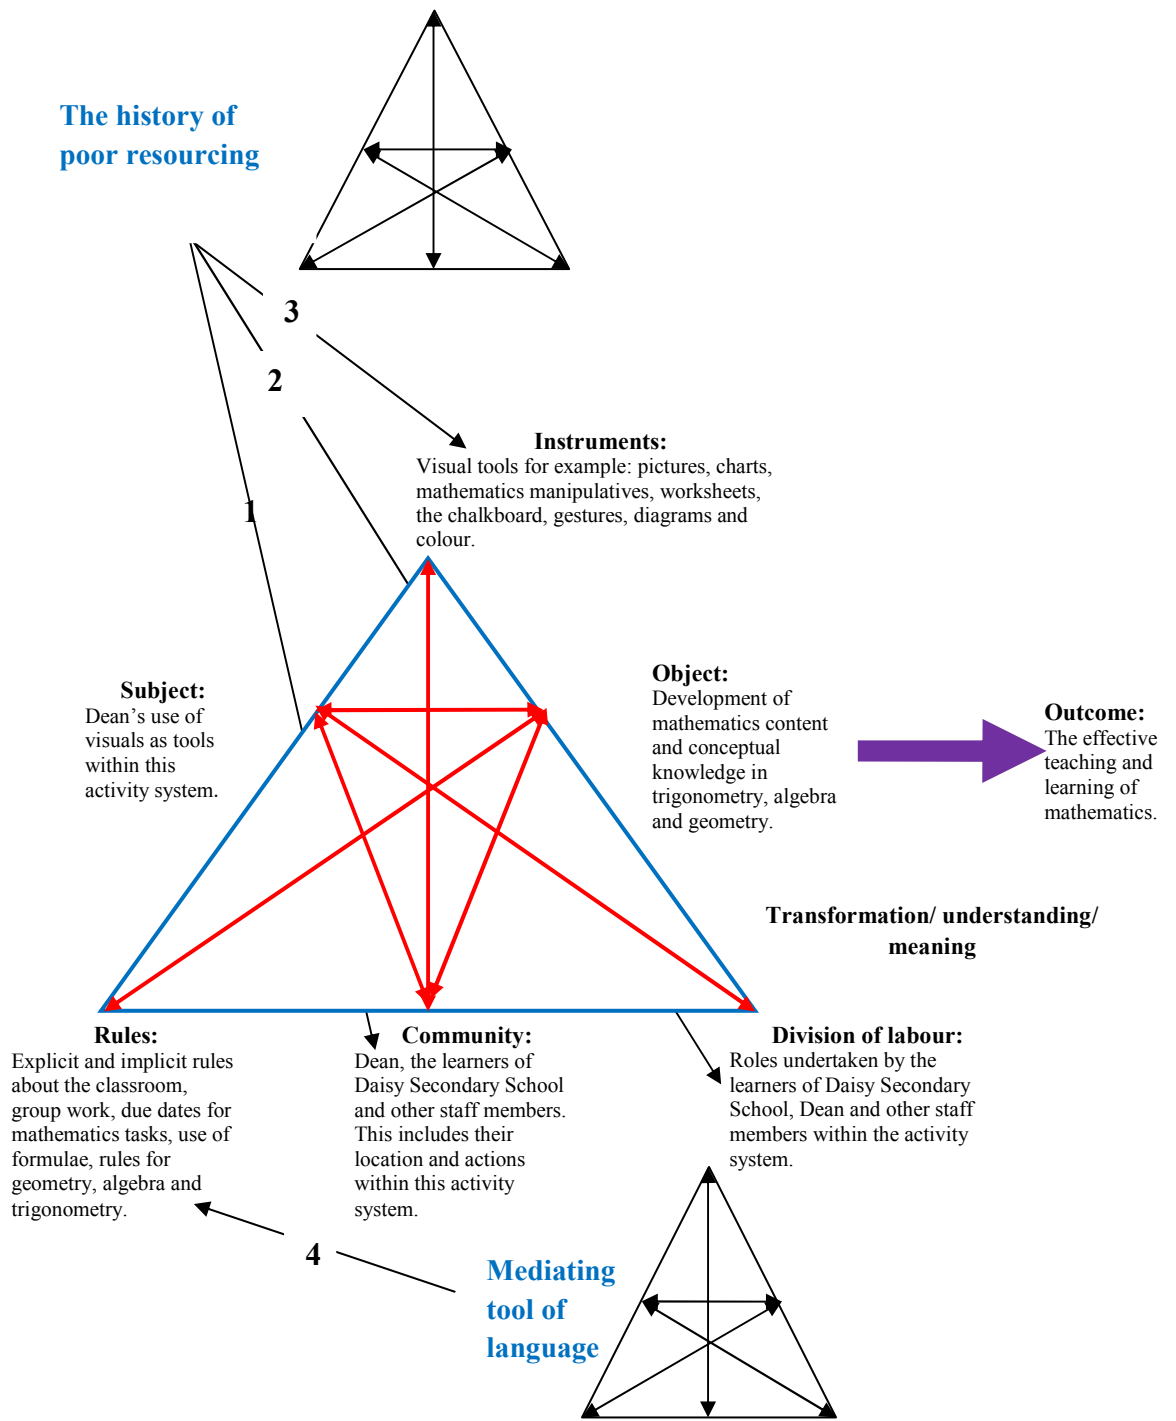 The history of
poor resourcing
3
2
1
Instruments:
Visual tools for example: pictures, charts,
mathematics manipulatives, worksheets,
the chalkboard, gestures, diagrams and
colour.
Subject:
Dean’s use of
visuals as tools
within this
activity system.
Object:
Development of
mathematics content
and conceptual
knowledge in
trigonometry, algebra
and geometry.
Outcome:
The effective
teaching and
learning of
mathematics.
Transformation/ understanding/
meaning
Rules:
Explicit and implicit rules
about the classroom,
group work, due dates for
mathematics tasks, use of
formulae, rules for
geometry, algebra and
trigonometry.
Community:
Dean, the learners of
Daisy Secondary School
and other staff members.
This includes their
location and actions
within this activity
system.
Division of labour:
Roles undertaken by the
learners of Daisy Secondary
School, Dean and other staff
members within the activity
system.
4
Mediating
tool of
language